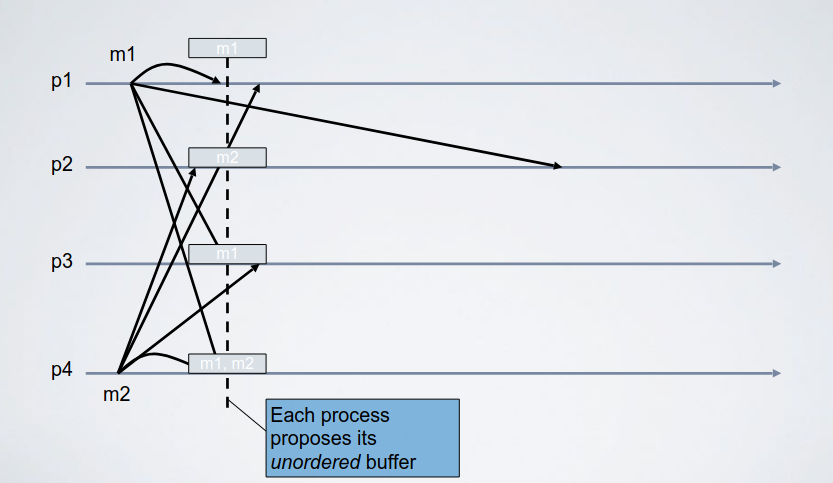 m1
m1
p1
m2
p2
m1
p3
m1, m2
p4
m2
Each process
proposes its
unordered buffer